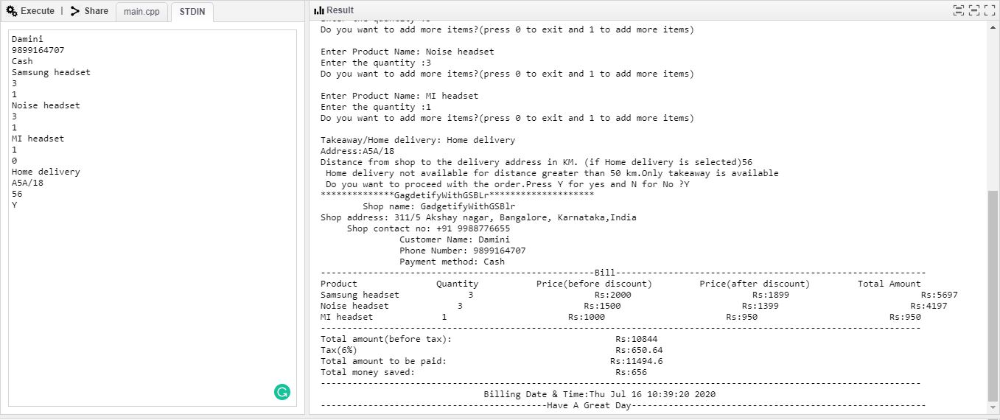 Execute | Share main.cpp STDIN
Damini
9899164707
Cash
Samsung headset
3
1
Noise headset
3
1
MI headset
1
0
Home delivery
A5A/18
56
Y
Result
Do you want to add more items?(press 0 to exit and 1 to add more items)
Enter Product Name: Noise headset
Enter the quantity :3
Do you want to add more items?(press 0 to exit and 1 to add more items)
Enter Product Name: MI headset
Enter the quantity :1
Do you want to add more items?(press 0 to exit and 1 to add more items)
Takeaway/Home delivery: Home delivery
Address:A5A/18
Distance from shop to the delivery address in KM. (if Home delivery is selected)56
Home delivery not available for distance greater than 50 km.Only takeaway is available
Do you want to proceed with the order.Press Y for yes and N for No ?Y
**************GagdetifyWithGSBLr********************
Shop name: GadgetifyWithGSBlr
Shop address: 311/5 Akshay nagar, Bangalore, Karnataka,India
Shop contact no: +91 9988776655
Customer Name: Damini
Phone Number: 9899164707
Payment method: Cash
----------------------------------------------------Bill-----------------------------------------------------------
Product Quantity Price(before discount) Price(after discount) Total Amount
Samsung headset 3 Rs:2000 Rs:1899 Rs:5697
Noise headset 3 Rs:1500 Rs:1399 Rs:4197
MI headset 1 Rs:1000 Rs:950 Rs:950
------------------------------------------------------------------------------------------------------------------
Total amount(before tax): Rs:10844
Tax(6%) Rs:650.64
Total amount to be paid: Rs:11494.6
Total money saved: Rs:656
------------------------------------------------------------------------------------------------------------------
Billing Date & Time:Thu Jul 16 10:39:20 2020
-------------------------------------------Have A Great Day--------------------------------------------------------